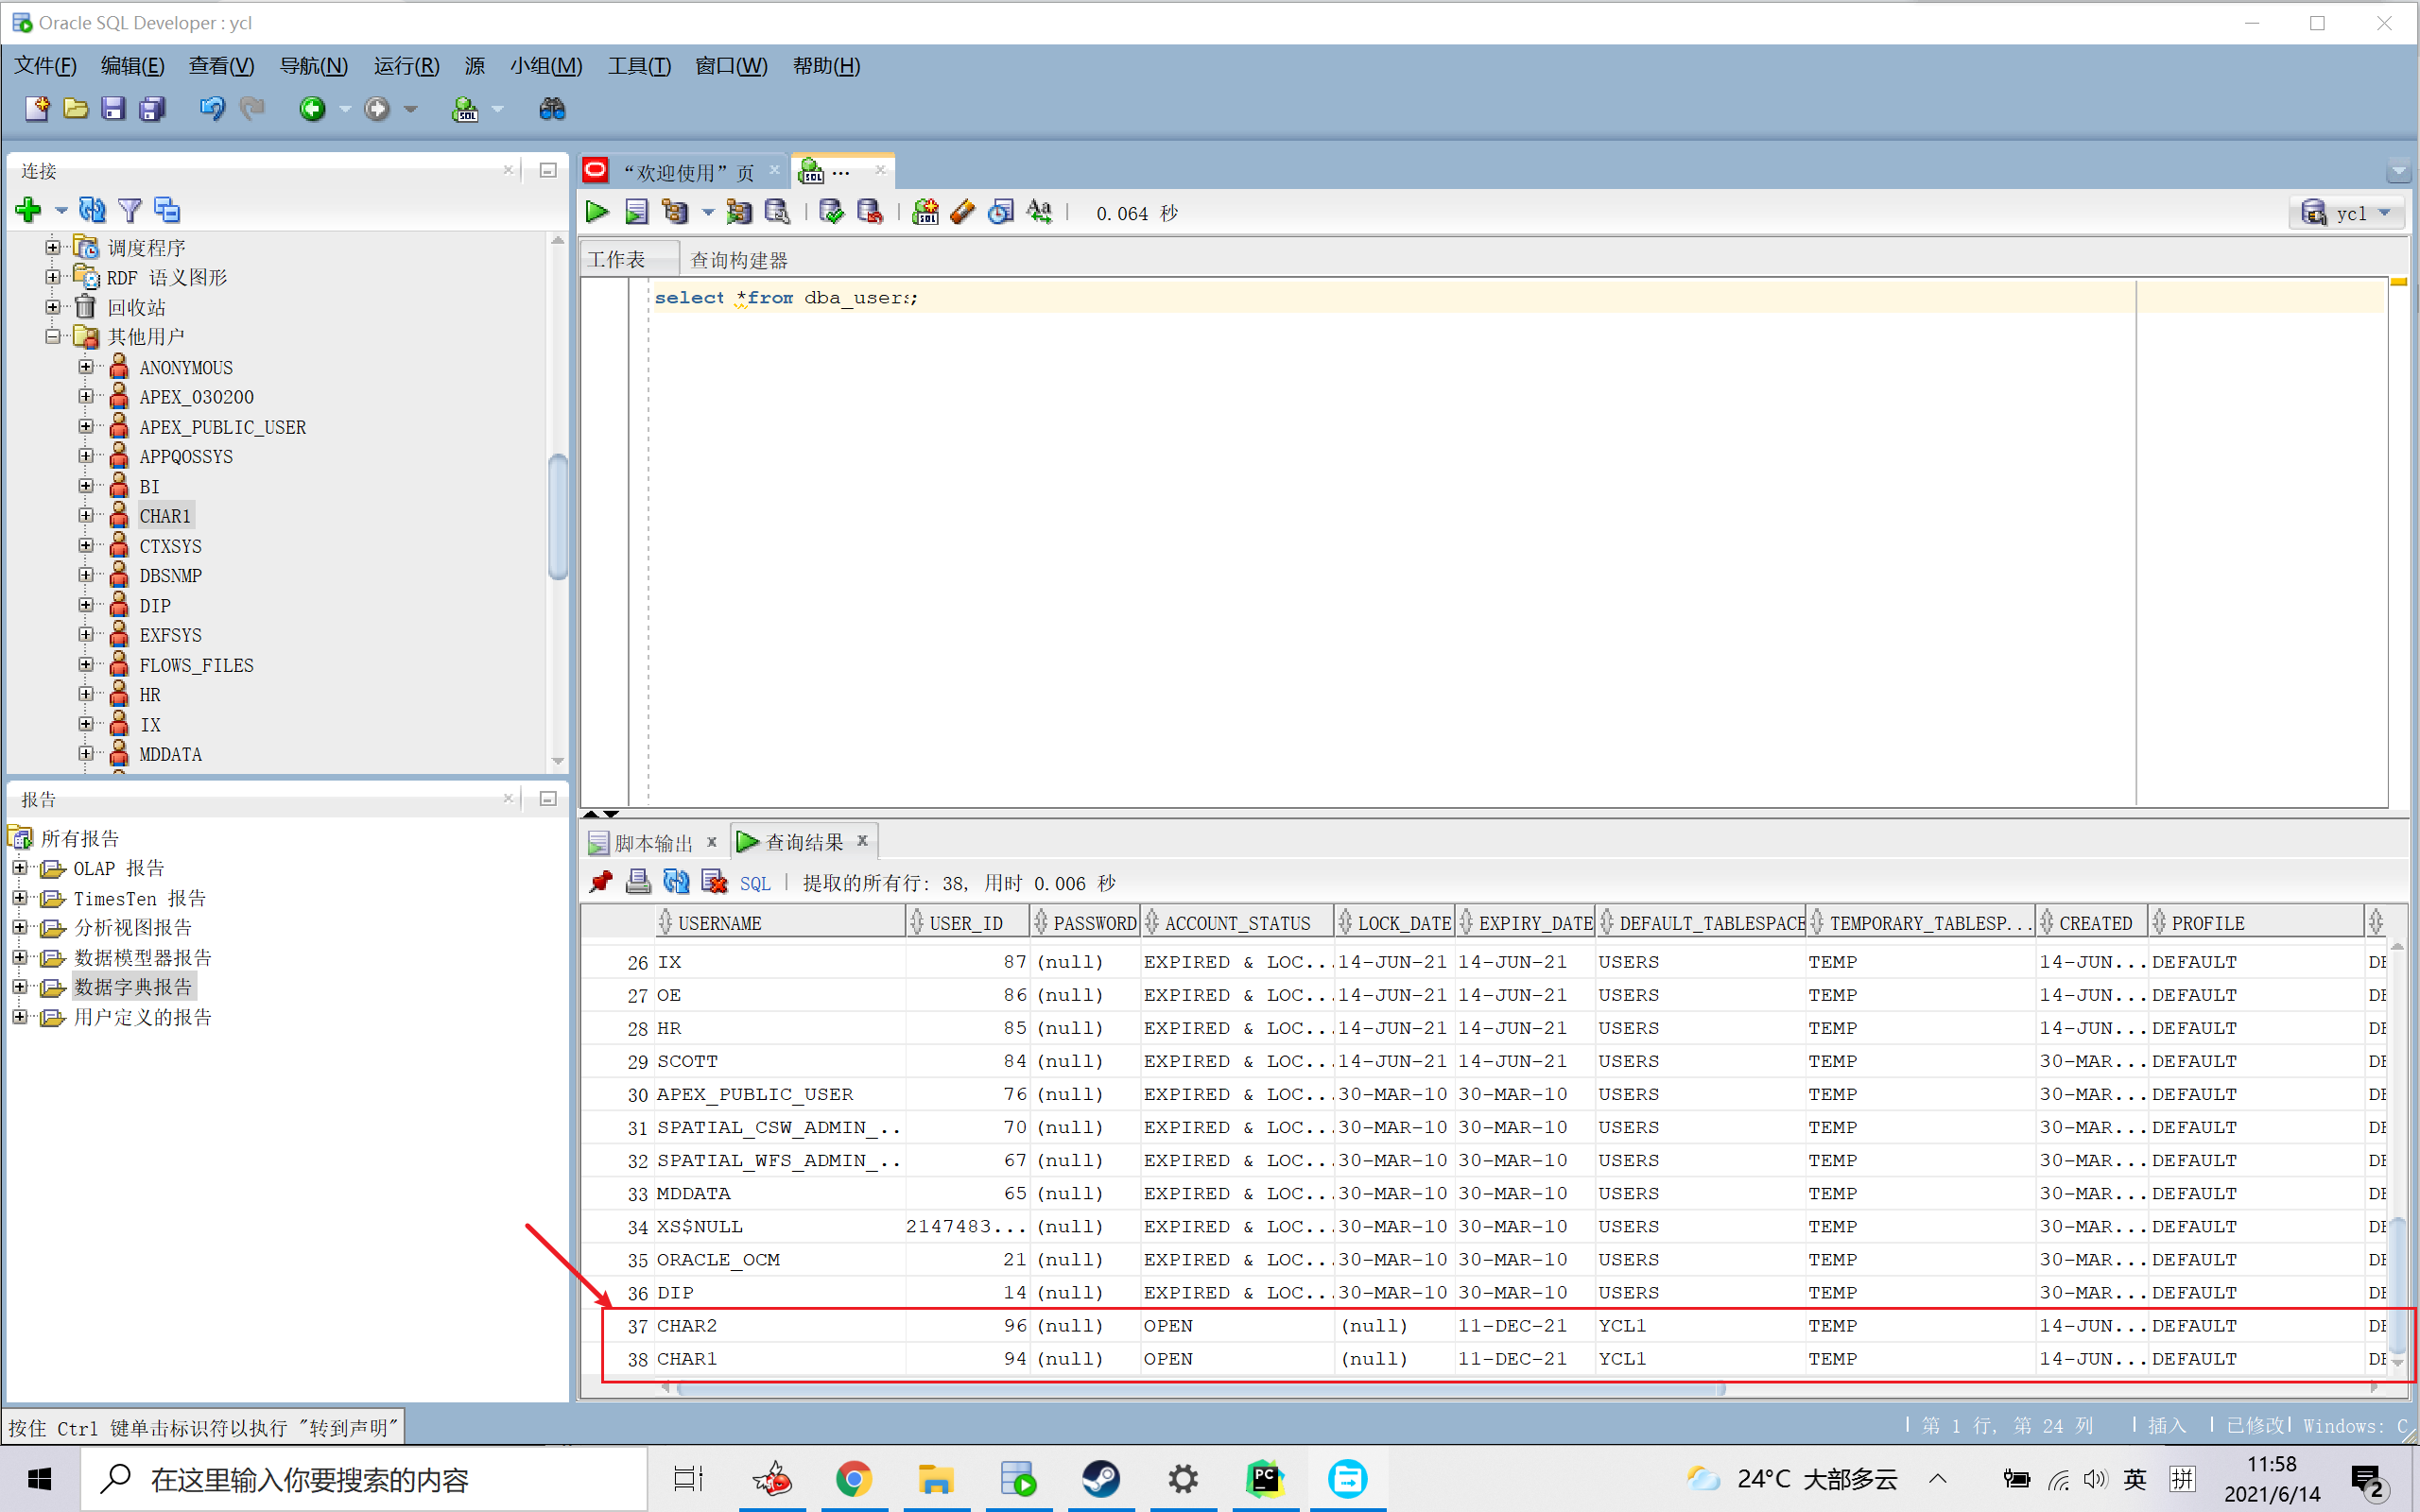 Oracle SQL Developer : ycl
文件(F) 编辑(E) 查看(V) 导航(N) 运行(R) 源 小组(M) 工具(T) 窗口(W) 帮助(H)
连接
调度程序
RDF 语义图形
回收站
其他用户
ANONYMOUS
APEX_030200
APEX_PUBLIC_USER
APPQOSSYS
BI
CHAR1
CTXSYS
DBSNMP
DIP
EXFSYS
FLOWS_FILES
HR
IX
MDDATA
报告
所有报告
OLAP 报告
TimesTen 报告
分析视图报告
数据模型器报告
数据字典报告
用户定义的报告
“欢迎使用”页 ...
0.064 秒 ycl
工作表 查询构建器
select *from dba_users;
脚本输出 查询结果
SQL 提取的所有行: 38, 用时 0.006 秒
USERNAME USER_ID PASSWORD ACCOUNT_STATUS LOCK_DATE EXPIRY_DATE DEFAULT_TABLESPACE TEMPORARY_TABLESP... CREATED PROFILE
26 IX 87 (null) EXPIRED & LOC... 14-JUN-21 14-JUN-21 USERS TEMP 14-JUN... DEFAULT DE
27 OE 86 (null) EXPIRED & LOC... 14-JUN-21 14-JUN-21 USERS TEMP 14-JUN... DEFAULT DE
28 HR 85 (null) EXPIRED & LOC... 14-JUN-21 14-JUN-21 USERS TEMP 14-JUN... DEFAULT DE
29 SCOTT 84 (null) EXPIRED & LOC... 14-JUN-21 14-JUN-21 USERS TEMP 30-MAR... DEFAULT DE
30 APEX_PUBLIC_USER 76 (null) EXPIRED & LOC... 30-MAR-10 30-MAR-10 USERS TEMP 30-MAR... DEFAULT DE
31 SPATIAL_CSW_ADMIN_... 70 (null) EXPIRED & LOC... 30-MAR-10 30-MAR-10 USERS TEMP 30-MAR... DEFAULT DE
32 SPATIAL_WFS_ADMIN_... 67 (null) EXPIRED & LOC... 30-MAR-10 30-MAR-10 USERS TEMP 30-MAR... DEFAULT DE
33 MDDATA 65 (null) EXPIRED & LOC... 30-MAR-10 30-MAR-10 USERS TEMP 30-MAR... DEFAULT DE
34 XS$NULL 2147483... (null) EXPIRED & LOC... 30-MAR-10 30-MAR-10 USERS TEMP 30-MAR... DEFAULT DE
35 ORACLE_OCM 21 (null) EXPIRED & LOC... 30-MAR-10 30-MAR-10 USERS TEMP 30-MAR... DEFAULT DE
36 DIP 14 (null) EXPIRED & LOC... 30-MAR-10 30-MAR-10 USERS TEMP 30-MAR... DEFAULT DE
37 CHAR2 96 (null) OPEN (null) 11-DEC-21 YCL1 TEMP 14-JUN... DEFAULT DE
38 CHAR1 94 (null) OPEN (null) 11-DEC-21 YCL1 TEMP 14-JUN... DEFAULT DE
按住 Ctrl 键单击标识符以执行 "转到声明"
第 1 行, 第 24 列 插入 已修改 Windows: C
在这里输入你要搜索的内容
24°C 大部多云 英 拼 11:58
2021/6/14 2